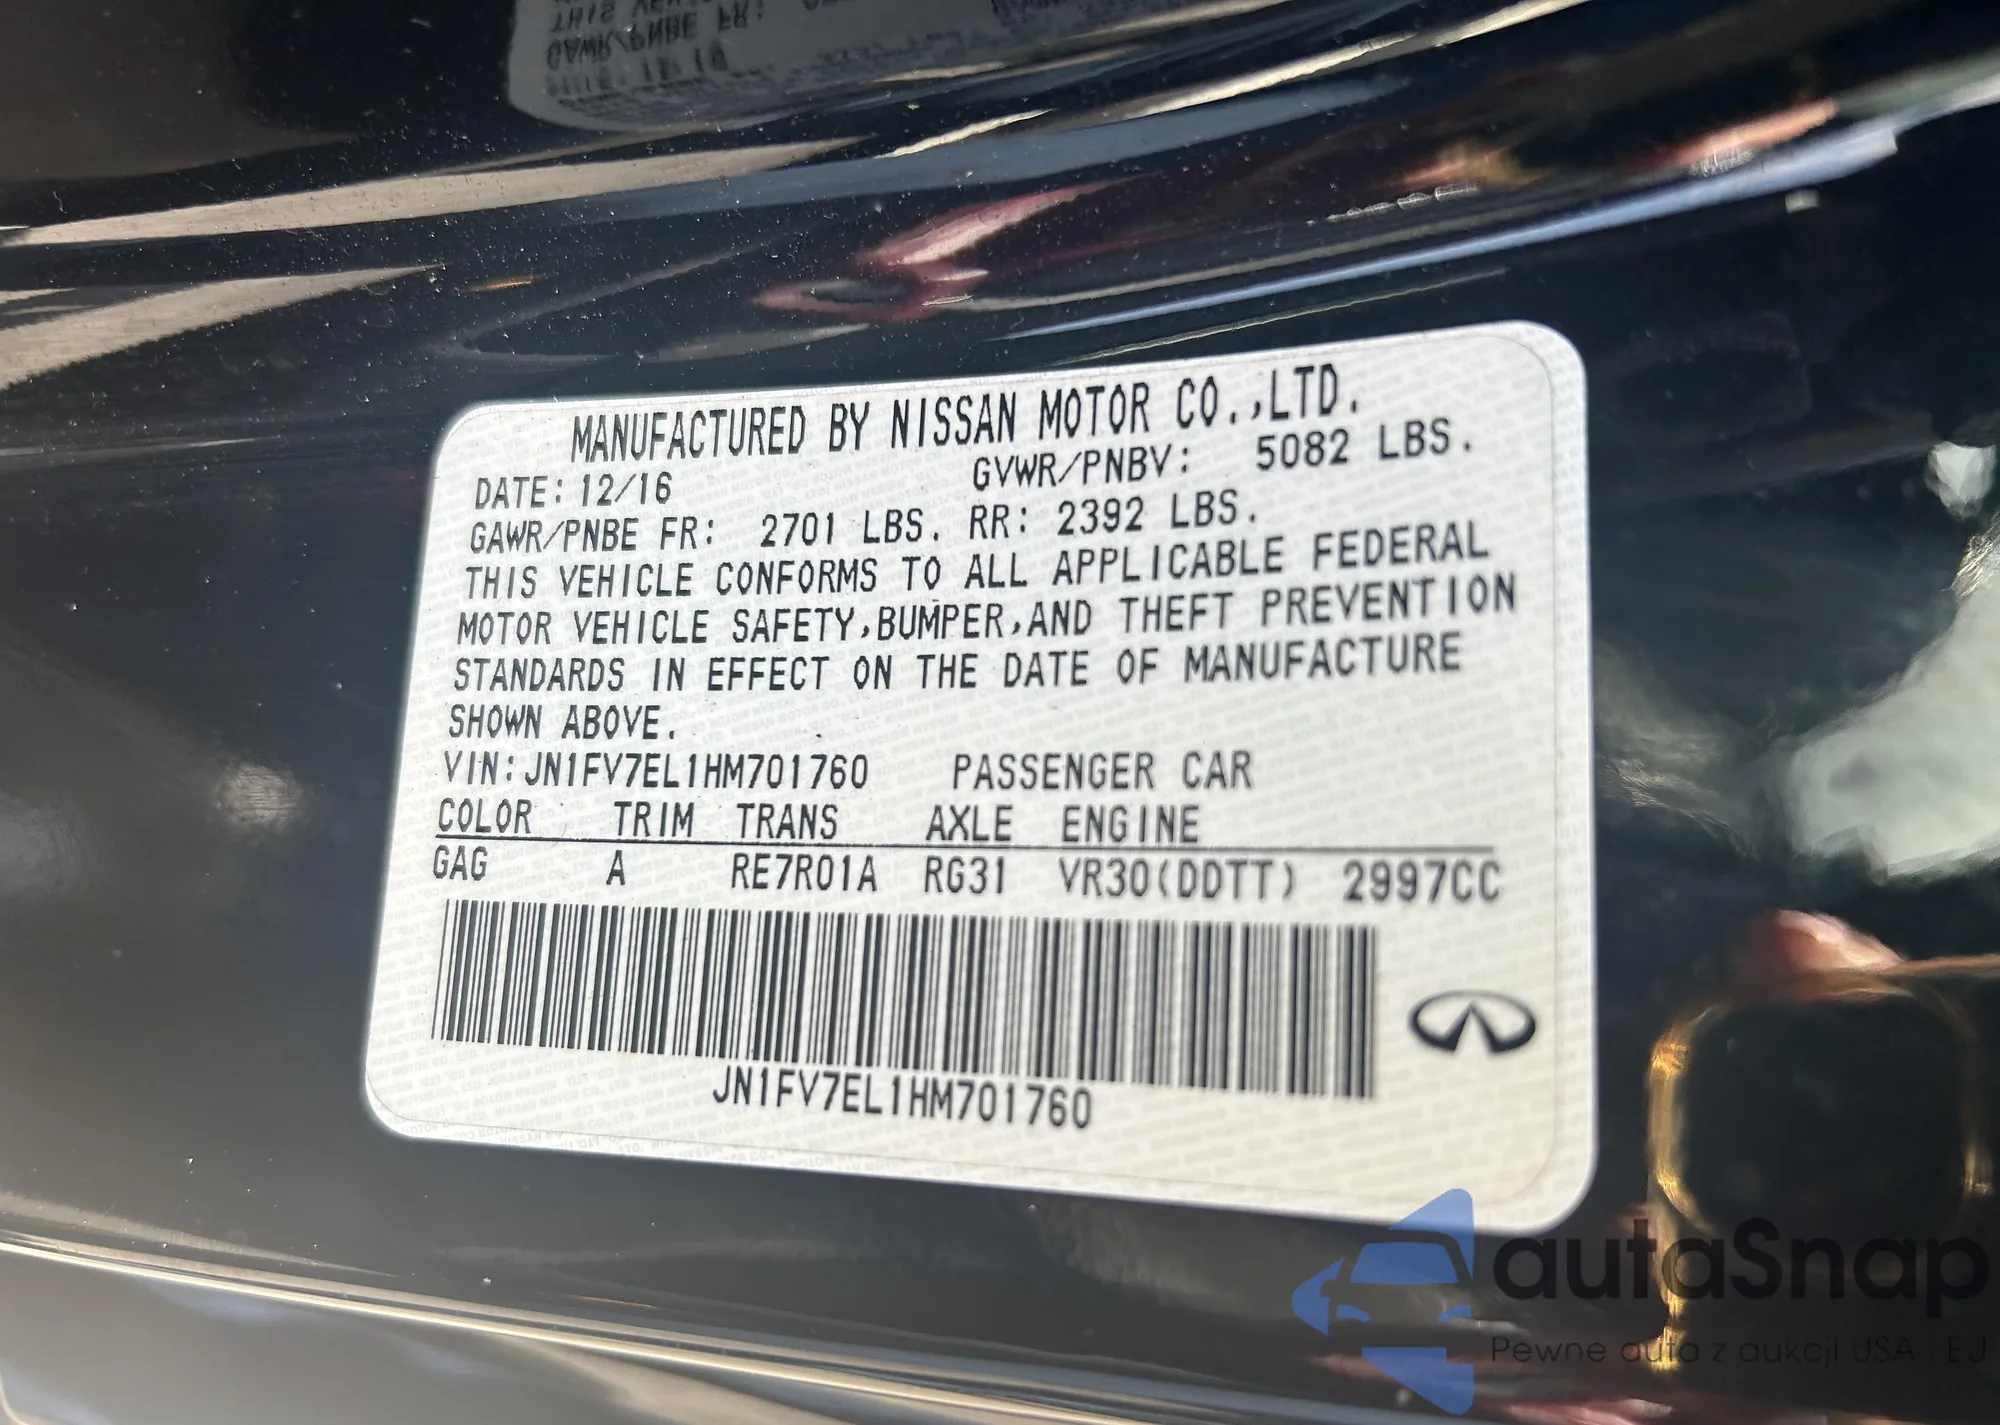 MANUFACTURED BY NISSAN MOTOR CO.,LTD.
DATE: 12/16 GVWR/PNBV: 5082 LBS.
GAWR/PNBE FR: 2701 LBS. RR: 2392 LBS.
THIS VEHICLE CONFORMS TO ALL APPLICABLE FEDERAL
MOTOR VEHICLE SAFETY,BUMPER,AND THEFT PREVENTION
STANDARDS IN EFFECT ON THE DATE OF MANUFACTURE
SHOWN ABOVE.
VIN:JN1FV7EL1HM701760 PASSENGER CAR
COLOR TRIM TRANS AXLE ENGINE
GAG A RE7R01A RG31 VR30(DDTT) 2997CC
JN1FV7EL1HM701760
autaSnap
Pewne auta z aukcji USA i EJ